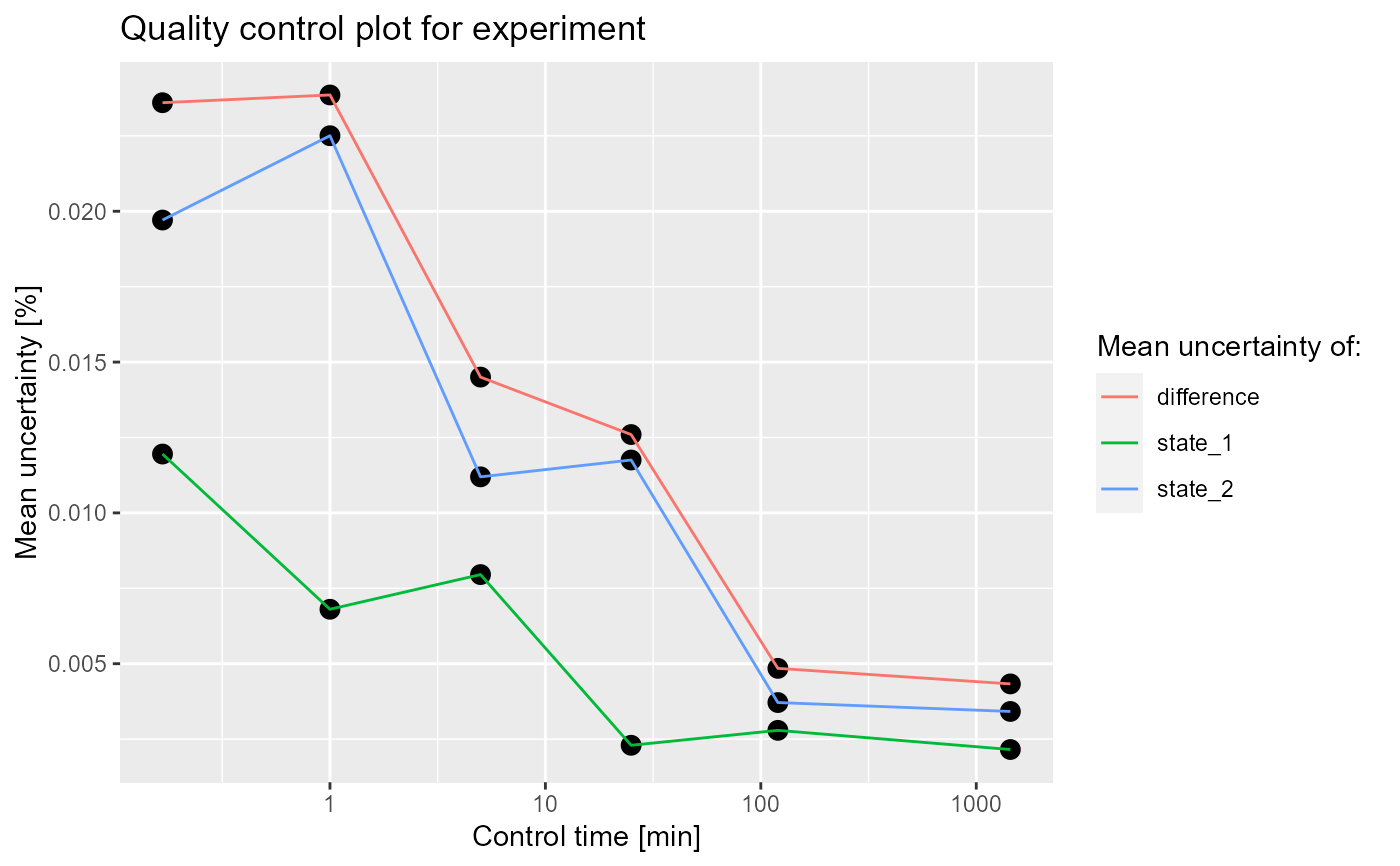 Quality control plot for experiment
Mean uncertainty [%]
0.020
0.015
0.010
0.005
1
10
100
1000
Control time [min]
Mean uncertainty of:
difference
state_1
state_2